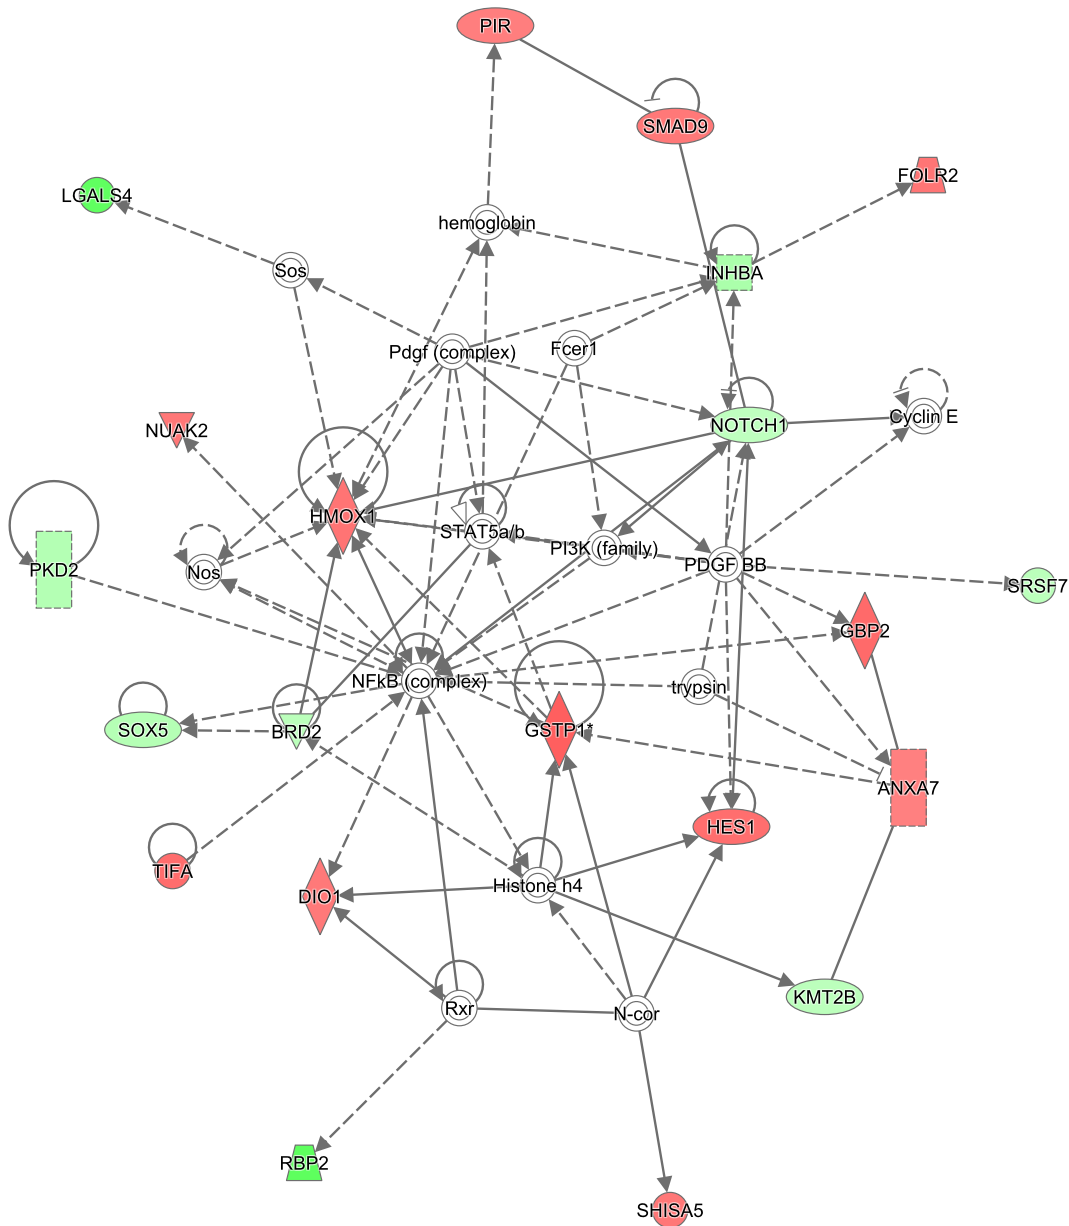 PIR
SMAD9
FOLR2
LGALS4
hemoglobin
Sos
INHBA
Pdgf (complex)
Fcer1
NUAK2
NOTCH1
Cyclin E
HMOX1
STAT5a/b
PI3K (family)
PKD2
Nos
PDGF BB
SRSF7
GBP2
NFkB (complex)
trypsin
SOX5
BRD2
GSTP1*
ANXA7
HES1
TIFA
DIO1
Histone h4
KMT2B
Rxr
N-cor
RBP2
SHISA5